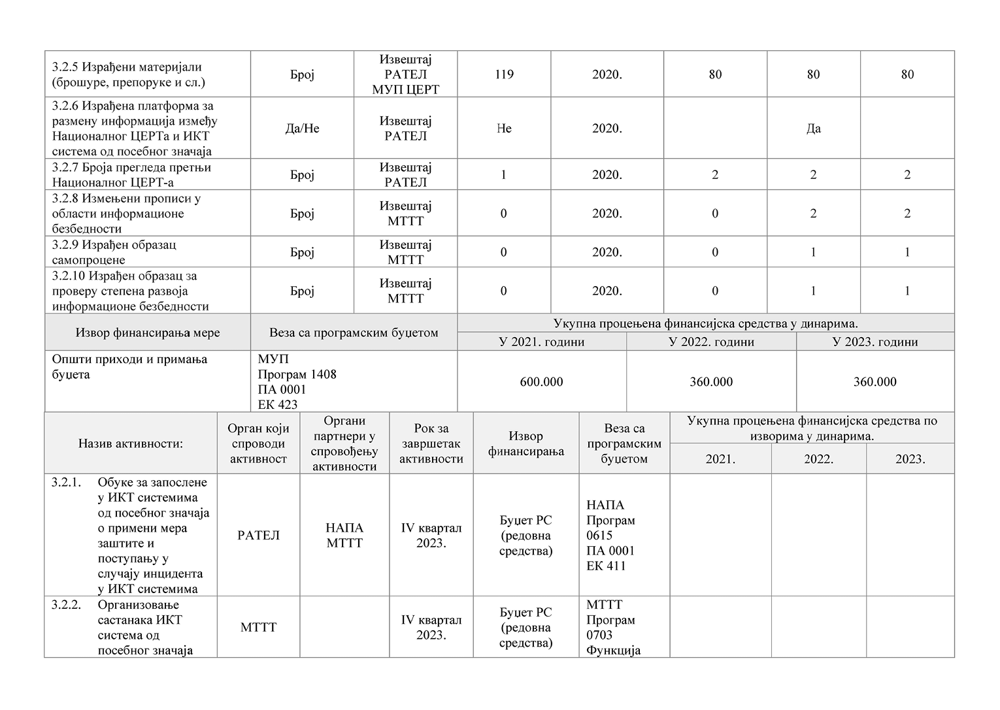 3.2.5 Израђени материјали
(брошуре, препоруке и сл.)
Број
Извештај
РАТЕЛ
МУП ЦЕРТ
119
2020.
80
80
80
3.2.6 Израђена платформа за
размену информација између
Националног ЦЕРТа и ИКТ
система од посебног значаја
Да/Не
Извештај
РАТЕЛ
Не
2020.
Да
3.2.7 Броја прегледа претњи
Националног ЦЕРТ-а
Број
Извештај
РАТЕЛ
1
2020.
2
2
2
3.2.8 Измењени прописи у
области информационе
безбедности
Број
Извештај
МТТТ
0
2020.
0
2
2
3.2.9 Израђен образац
самопроцене
Број
Извештај
МТТТ
0
2020.
0
1
1
3.2.10 Израђен образац за
проверу степена развоја
информационе безбедности
Број
Извештај
МТТТ
0
2020.
0
1
1
Извор финансирања мере
Веза са програмским буџетом
Укупна процењена финансијска средства у динарима.
У 2021. години
У 2022. години
У 2023. години
Општи приходи и примања
буџета
МУП
Програм 1408
ПА 0001
ЕК 423
600.000
360.000
360.000
Назив активности:
Орган који
спроводи
активност
Органи
партнери у
спровођењу
активности
Рок за
завршетак
активности
Извор
финансирања
Веза са
програмским
буџетом
Укупна процењена финансијска средства по
изворима у динарима.
2021.
2022.
2023.
3.2.1. Обуке за запослене
у ИКТ системима
од посебног значаја
о примени мера
заштите и
поступању у
случају инцидента
у ИКТ системима
РАТЕЛ
НАПА
МТТТ
IV квартал
2023.
Буџет РС
(редовна
средства)
НАПА
Програм
0615
ПА 0001
ЕК 411
3.2.2. Организовање
састанака ИКТ
система од
посебног значаја
МТТТ
IV квартал
2023.
Буџет РС
(редовна
средства)
МТТТ
Програм
0703
Функција